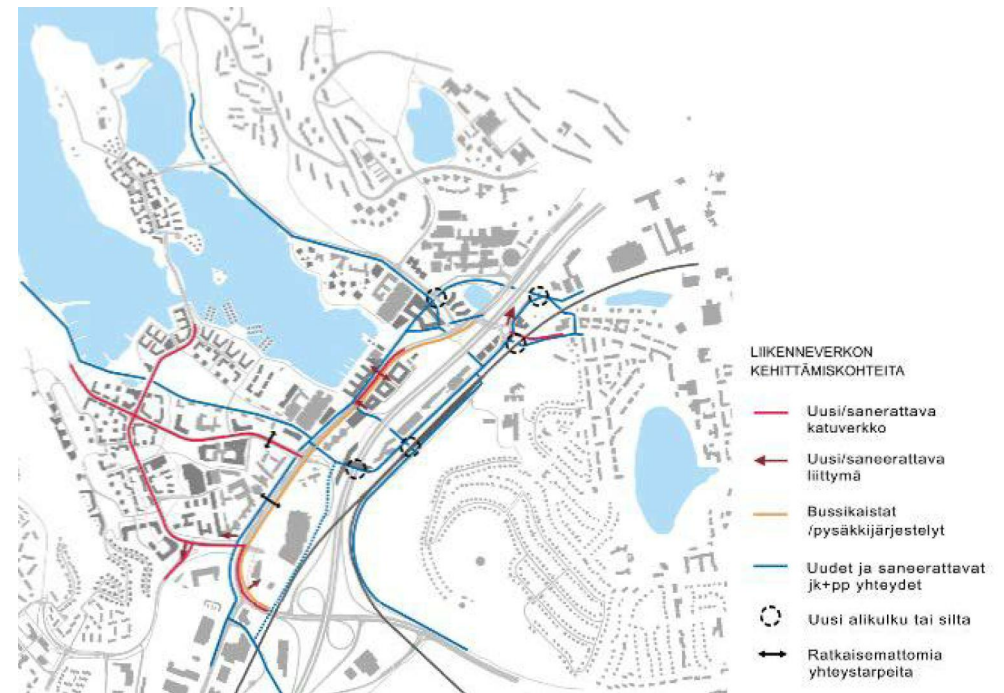 LIIKENNEVERKON
KEHITTÄMISKOHTEITA
Uusi/sanerattava
katuverkko
Uusi/saneerattava
liittymä
Bussikaistat
/pysäkkijärjestelyt
Uudet ja saneerattavat
jk+pp yhteydet
Uusi alikulku tai silta
Ratkaisemattomia
yhteystarpeita